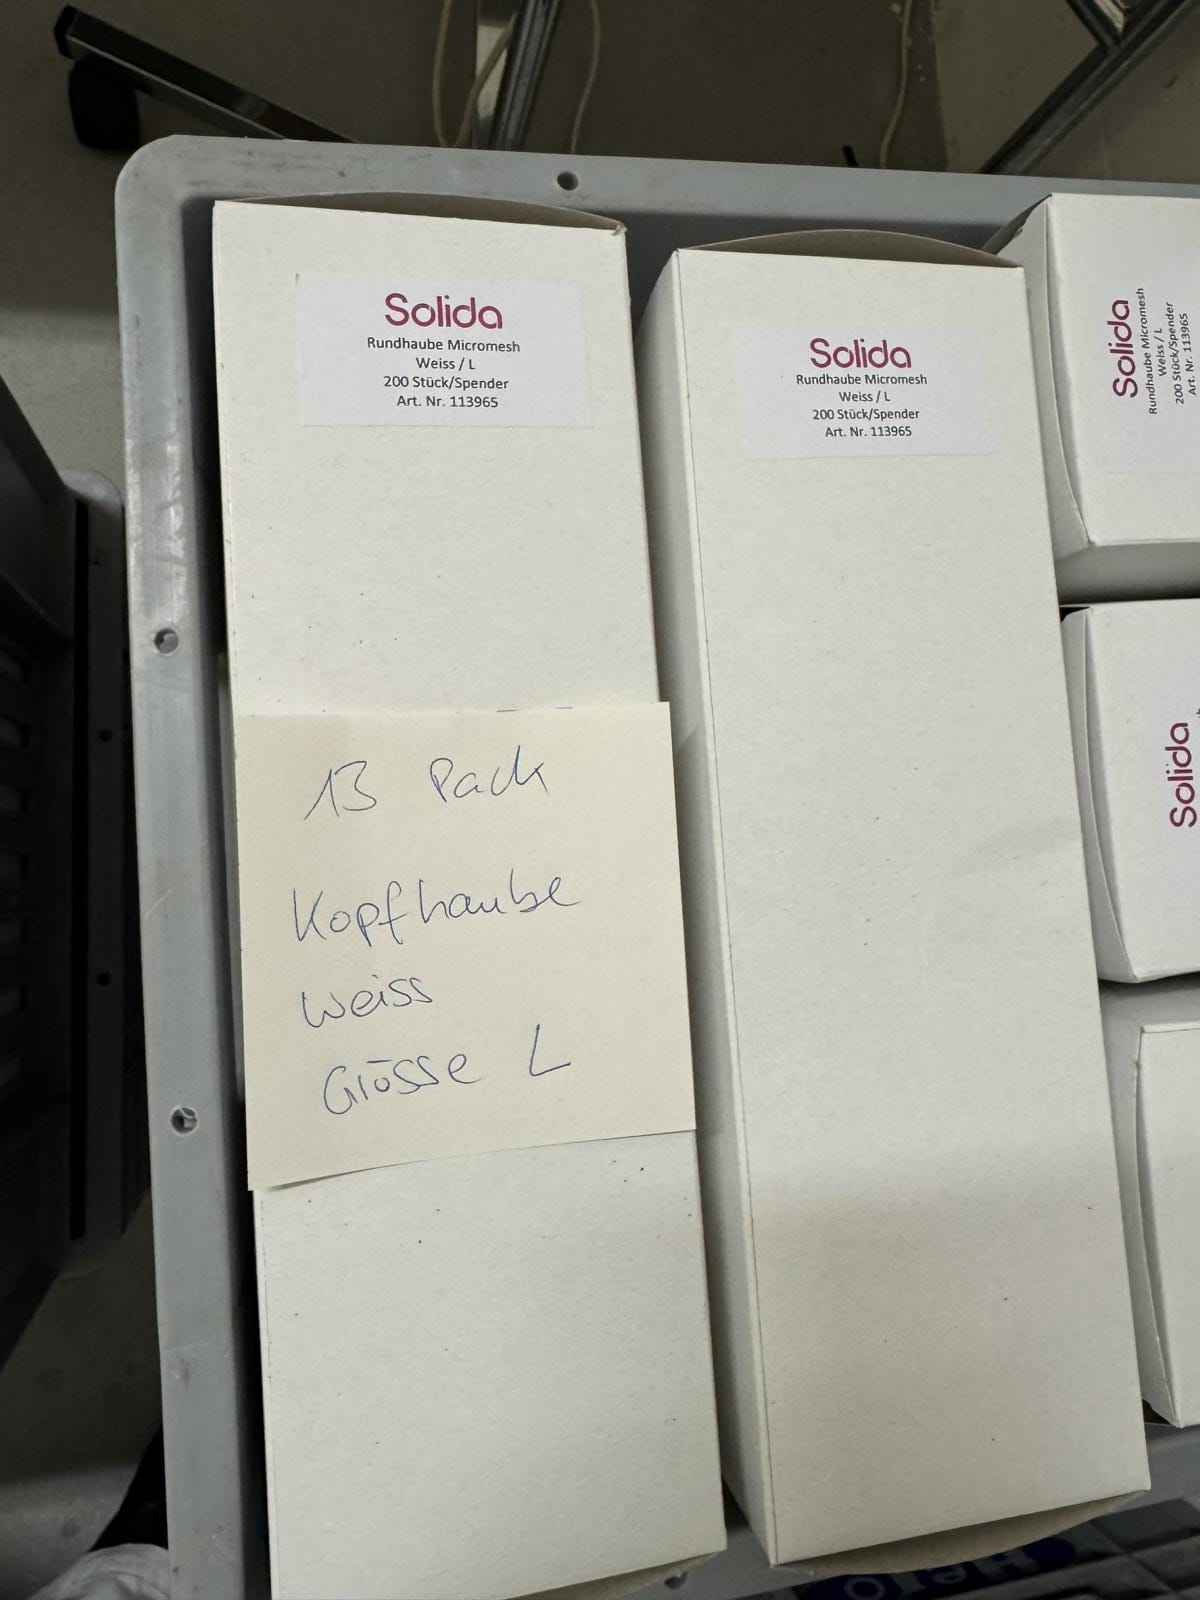 Solida
Rundhaube Micromesh
Weiss / L
200 Stück/Spender
Art. Nr. 113965
Solida
Rundhaube Micromesh
Weiss / L
200 Stück/Spender
Art. Nr. 113965
Solida
Rundhaube Micromesh
Weiss / L
200 Stück/Spender
Art. Nr. 113965
Solida
13 Pack
Kopfhaube
weiss
Grösse L